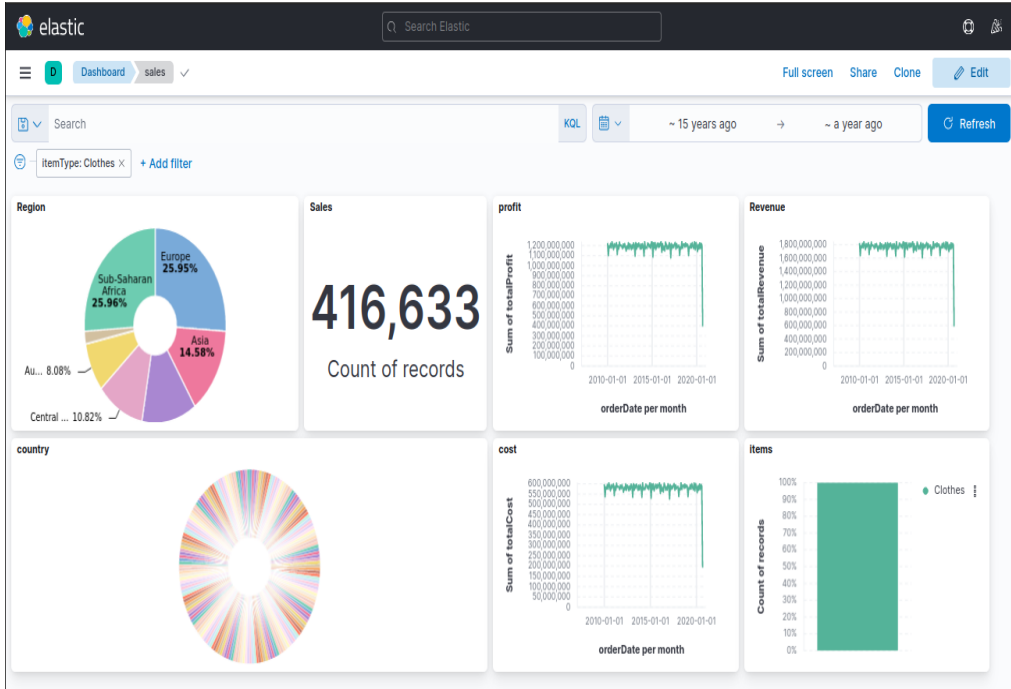 elastic
Search Elastic
D
Dashboard
sales
Full screen
Share
Clone
Edit
Search
KQL
~ 15 years ago
→
~ a year ago
Refresh
itemType: Clothes ×
+ Add filter
Region
Europe
25.95%
Sub-Saharan
Africa
25.96%
Asia
14.58%
Au... 8.08%
Central ... 10.82%
Sales
416,633
Count of records
profit
Sum of totalProfit
1,200,000,000
1,100,000,000
1,000,000,000
900,000,000
800,000,000
700,000,000
600,000,000
500,000,000
400,000,000
300,000,000
200,000,000
100,000,000
0
2010-01-01 2015-01-01 2020-01-01
orderDate per month
Revenue
Sum of totalRevenue
1,800,000,000
1,600,000,000
1,400,000,000
1,200,000,000
1,000,000,000
800,000,000
600,000,000
400,000,000
200,000,000
0
2010-01-01 2015-01-01 2020-01-01
orderDate per month
country
cost
Sum of totalCost
600,000,000
550,000,000
500,000,000
450,000,000
400,000,000
350,000,000
300,000,000
250,000,000
200,000,000
150,000,000
100,000,000
50,000,000
0
2010-01-01 2015-01-01 2020-01-01
orderDate per month
items
Count of records
100%
90%
80%
70%
60%
50%
40%
30%
20%
10%
0%
Clothes